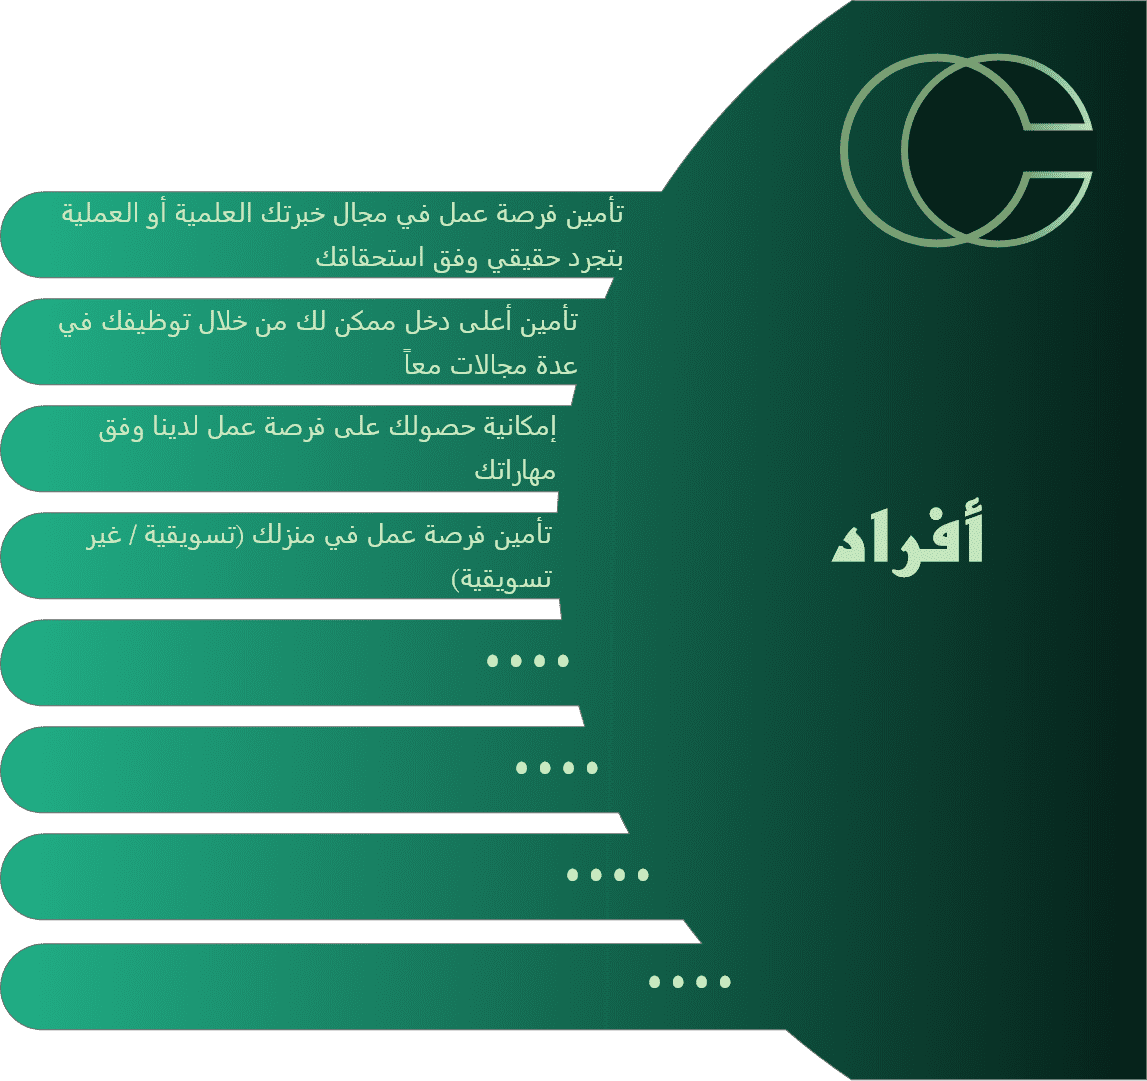 تأمين فرصة عمل في مجال خبرتك العلمية أو العملية
بتجرد حقيقي وفق استحقاقك
تأمين أعلى دخل ممكن لك من خلال توظيفك في
عدة مجالات معاً
إمكانية حصولك على فرصة عمل لدينا وفق
مهاراتك
أفراد
تأمين فرصة عمل في منزلك (تسويقية / غير
تسويقية)
• • • •
• • • •
• • • •
• • • •